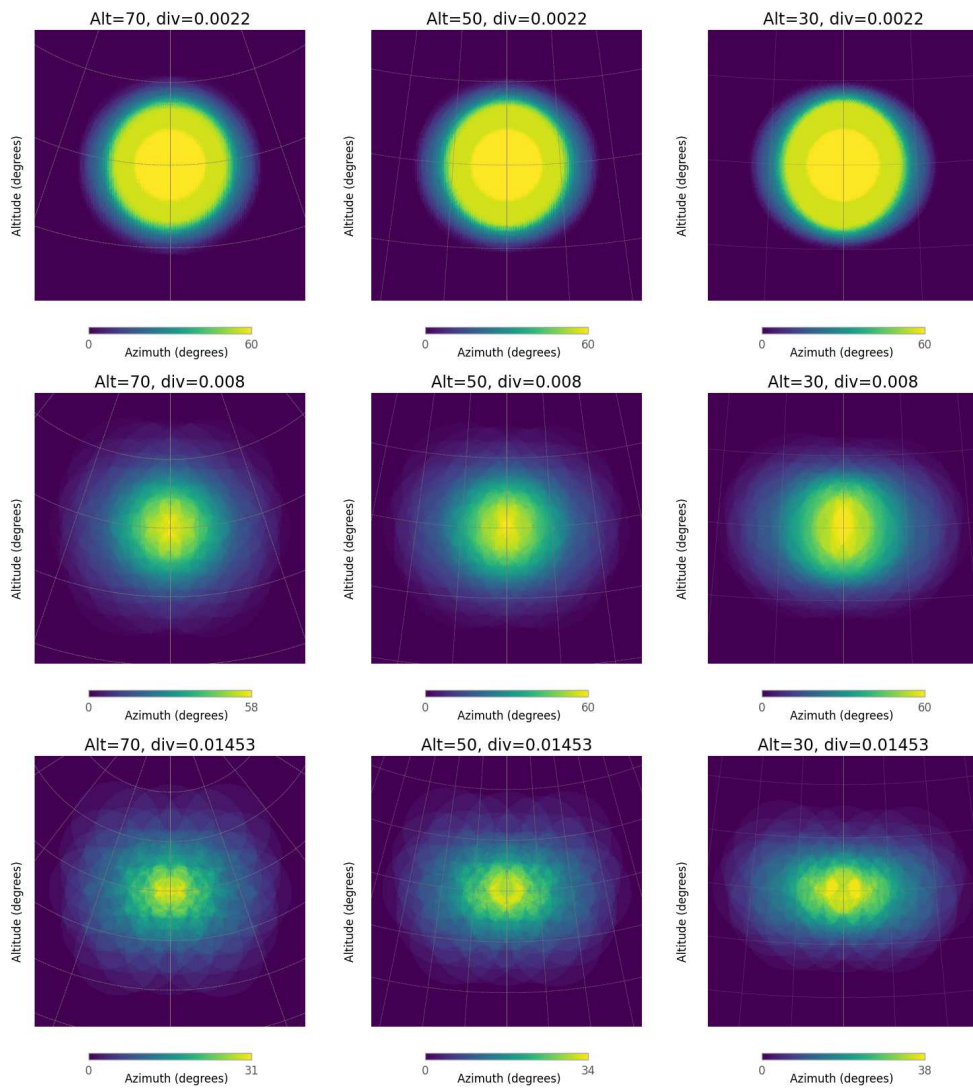 Alt=70, div=0.0022
Alt=50, div=0.0022
Alt=30, div=0.0022
Altitude (degrees)
Altitude (degrees)
Altitude (degrees)
0 60
0 60
0 60
Azimuth (degrees)
Azimuth (degrees)
Azimuth (degrees)
Alt=70, div=0.008
Alt=50, div=0.008
Alt=30, div=0.008
Altitude (degrees)
Altitude (degrees)
Altitude (degrees)
0 58
0 60
0 60
Azimuth (degrees)
Azimuth (degrees)
Azimuth (degrees)
Alt=70, div=0.01453
Alt=50, div=0.01453
Alt=30, div=0.01453
Altitude (degrees)
Altitude (degrees)
Altitude (degrees)
0 31
0 34
0 38
Azimuth (degrees)
Azimuth (degrees)
Azimuth (degrees)